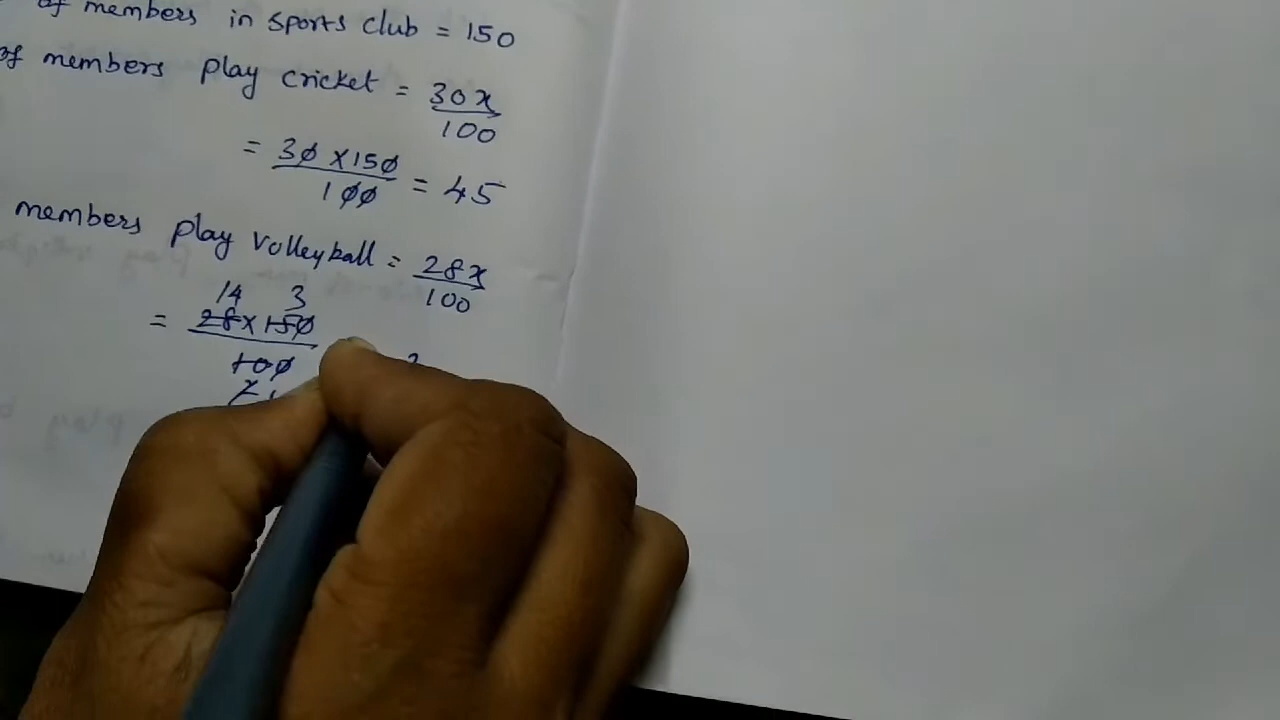 of members in sports club = 150
of members play cricket = 30x/100
= 30 x 150/100 = 45
members play volleyball = 28x/100
14 3
= 28 x 150/100
2